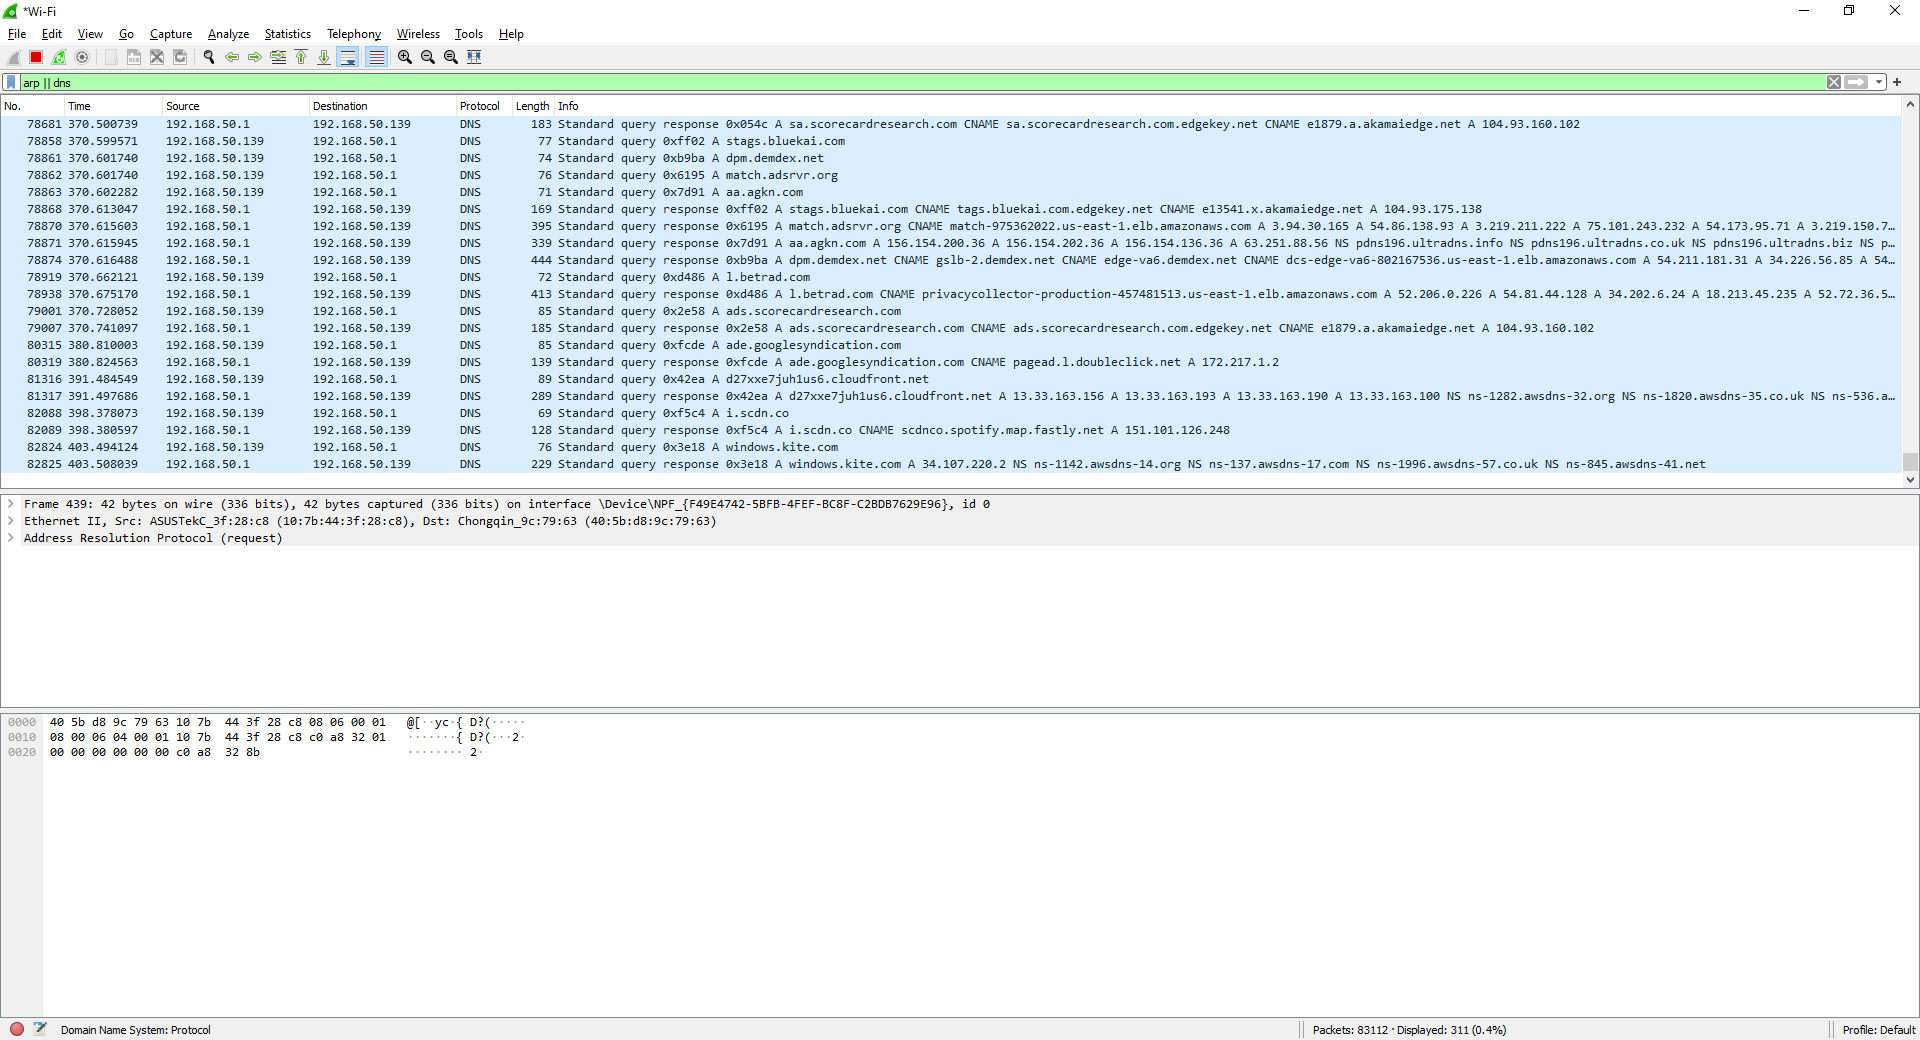 *Wi-Fi
File Edit View Go Capture Analyze Statistics Telephony Wireless Tools Help
arp || dns
No. Time Source Destination Protocol Length Info
78681 370.500739 192.168.50.1 192.168.50.139 DNS 183 Standard query response 0x054c A sa.scorecardresearch.com CNAME sa.scorecardresearch.com.edgekey.net CNAME e1879.a.akamaiedge.net A 104.93.160.102
78858 370.599571 192.168.50.139 192.168.50.1 DNS 77 Standard query 0xff02 A stags.bluekai.com
78861 370.601740 192.168.50.139 192.168.50.1 DNS 74 Standard query 0xb9ba A dpm.demdex.net
78862 370.601740 192.168.50.139 192.168.50.1 DNS 76 Standard query 0x6195 A match.adsrvr.org
78863 370.602282 192.168.50.139 192.168.50.1 DNS 71 Standard query 0x7d91 A aa.agkn.com
78868 370.613047 192.168.50.1 192.168.50.139 DNS 169 Standard query response 0xff02 A stags.bluekai.com CNAME tags.bluekai.com.edgekey.net CNAME e13541.x.akamaiedge.net A 104.93.175.138
78870 370.615603 192.168.50.1 192.168.50.139 DNS 395 Standard query response 0x6195 A match.adsrvr.org CNAME match-975362022.us-east-1.elb.amazonaws.com A 3.94.30.165 A 54.86.138.93 A 3.219.211.222 A 75.101.243.232 A 54.173.95.71 A 3.219.150.7…
78871 370.615945 192.168.50.1 192.168.50.139 DNS 339 Standard query response 0x7d91 A aa.agkn.com A 156.154.200.36 A 156.154.202.36 A 156.154.136.36 A 63.251.88.56 NS pdns196.ultradns.info NS pdns196.ultradns.co.uk NS pdns196.ultradns.biz NS p…
78874 370.616488 192.168.50.1 192.168.50.139 DNS 444 Standard query response 0xb9ba A dpm.demdex.net CNAME gslb-2.demdex.net CNAME edge-va6.demdex.net CNAME dcs-edge-va6-802167536.us-east-1.elb.amazonaws.com A 54.211.181.31 A 34.226.56.85 A 54…
78919 370.662121 192.168.50.139 192.168.50.1 DNS 72 Standard query 0xd486 A l.betrad.com
78938 370.675170 192.168.50.1 192.168.50.139 DNS 413 Standard query response 0xd486 A l.betrad.com CNAME privacycollector-production-457481513.us-east-1.elb.amazonaws.com A 52.206.0.226 A 54.81.44.128 A 34.202.6.24 A 18.213.45.235 A 52.72.36.5…
79001 370.728052 192.168.50.139 192.168.50.1 DNS 85 Standard query 0x2e58 A ads.scorecardresearch.com
79007 370.741097 192.168.50.1 192.168.50.139 DNS 185 Standard query response 0x2e58 A ads.scorecardresearch.com CNAME ads.scorecardresearch.com.edgekey.net CNAME e1879.a.akamaiedge.net A 104.93.160.102
80315 380.810003 192.168.50.139 192.168.50.1 DNS 85 Standard query 0xfcde A ade.googlesyndication.com
80319 380.824563 192.168.50.1 192.168.50.139 DNS 139 Standard query response 0xfcde A ade.googlesyndication.com CNAME pagead.l.doubleclick.net A 172.217.1.2
81316 391.484549 192.168.50.139 192.168.50.1 DNS 89 Standard query 0x42ea A d27xxe7juh1us6.cloudfront.net
81317 391.497686 192.168.50.1 192.168.50.139 DNS 289 Standard query response 0x42ea A d27xxe7juh1us6.cloudfront.net A 13.33.163.156 A 13.33.163.193 A 13.33.163.190 A 13.33.163.100 NS ns-1282.awsdns-32.org NS ns-1820.awsdns-35.co.uk NS ns-536.a…
82088 398.378073 192.168.50.139 192.168.50.1 DNS 69 Standard query 0xf5c4 A i.scdn.co
82089 398.380597 192.168.50.1 192.168.50.139 DNS 128 Standard query response 0xf5c4 A i.scdn.co CNAME scdnco.spotify.map.fastly.net A 151.101.126.248
82824 403.494124 192.168.50.139 192.168.50.1 DNS 76 Standard query 0x3e18 A windows.kite.com
82825 403.508039 192.168.50.1 192.168.50.139 DNS 229 Standard query response 0x3e18 A windows.kite.com A 34.107.220.2 NS ns-1142.awsdns-14.org NS ns-137.awsdns-17.com NS ns-1996.awsdns-57.co.uk NS ns-845.awsdns-41.net
Frame 439: 42 bytes on wire (336 bits), 42 bytes captured (336 bits) on interface \Device\NPF_{F49E4742-5BFB-4FEF-BC8F-C2BDB7629E96}, id 0
Ethernet II, Src: ASUSTekC_3f:28:c8 (10:7b:44:3f:28:c8), Dst: Chongqin_9c:79:63 (40:5b:d8:9c:79:63)
Address Resolution Protocol (request)
0000 40 5b d8 9c 79 63 10 7b 44 3f 28 c8 08 06 00 01 @[··yc·{ D?(·····
0010 08 00 06 04 00 01 10 7b 44 3f 28 c8 c0 a8 32 01 ·······{ D?(···2·
0020 00 00 00 00 00 00 c0 a8 32 8b ········ 2·
Domain Name System: Protocol
Packets: 83112 · Displayed: 311 (0.4%)
Profile: Default